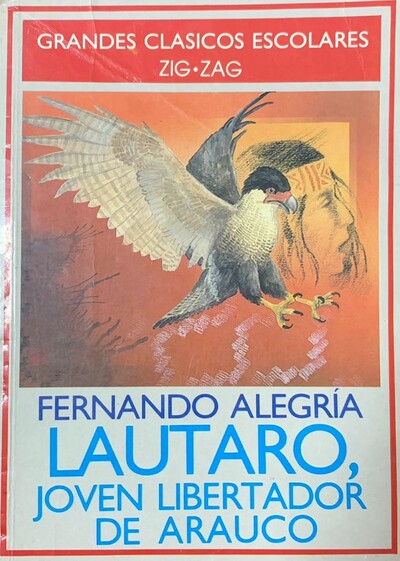 GRANDES CLASICOS ESCOLARES
ZIG•ZAG
FERNANDO ALEGRÍA
LAUTARO,
JOVEN LIBERTADOR
DE ARAUCO